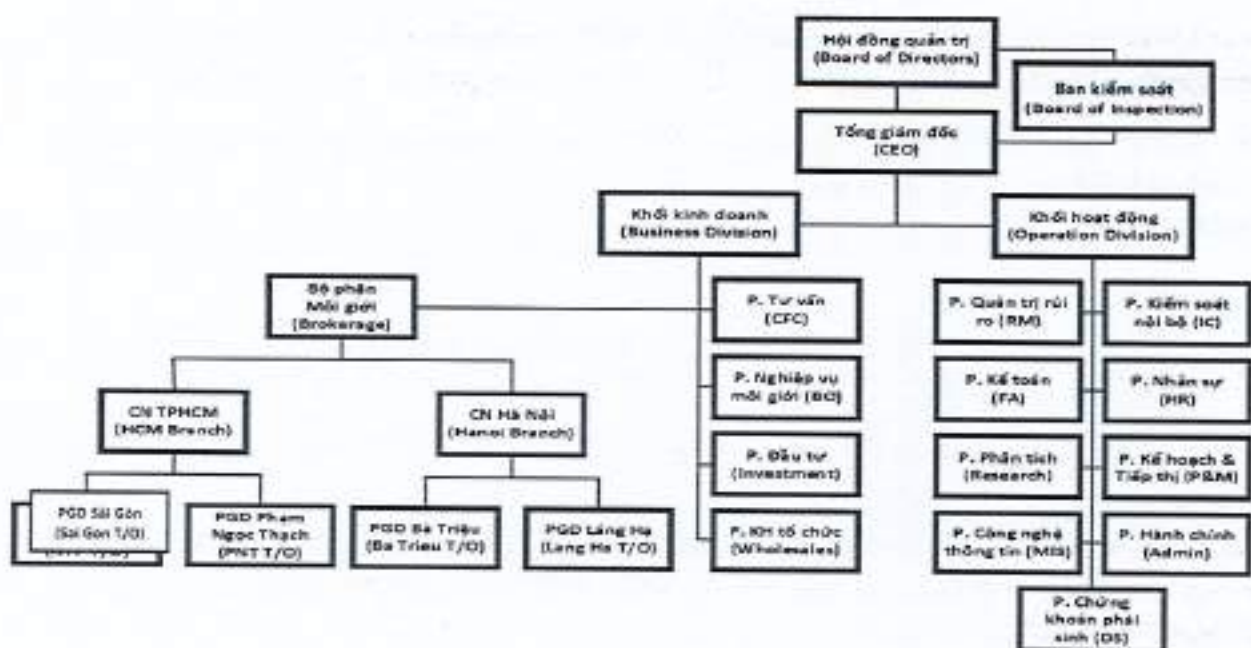 Hội đồng quản trị
(Board of Directors)
Ban kiểm soát
(Board of Inspection)
Tổng giám đốc
(CEO)
Khối kinh doanh
(Business Division)
Khối hoạt động
(Operation Division)
Bộ phận
Môi giới
(Brokerage)
P. Tư vấn
(CFC)
P. Quản trị rủi
ro (RM)
P. Kiểm soát
nội bộ (IC)
CN TPHCM
(HCM Branch)
CN Hà Nội
(Hanoi Branch)
P. Nghiệp vụ
môi giới (BO)
P. Kế toán
(FA)
P. Nhân sự
(HR)
P. Đầu tư
(Investment)
P. Phân tích
(Research)
P. Kế hoạch &
Tiếp thị (P&M)
PGD Sài Gòn
(Sai Gon T/O)
PGD Phạm
Ngọc Thạch
(PNT T/O)
PGD Bà Triệu
(Ba Trieu T/O)
PGD Láng Hạ
(Lang Ha T/O)
P. KH tổ chức
(Wholesales)
P. Công nghệ
thông tin (MIS)
P. Hành chính
(Admin)
P. Chứng
khoán phái
sinh (DS)